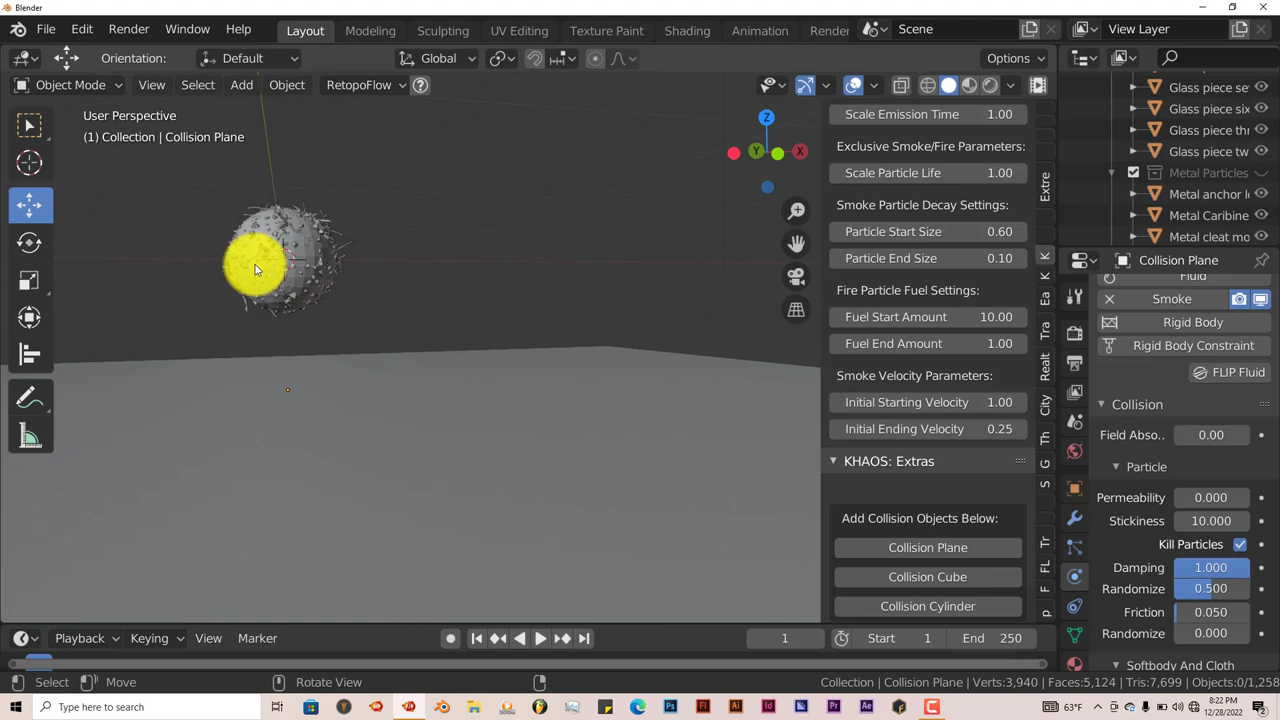 Blender
File Edit Render Window Help Layout Modeling Sculpting UV Editing Texture Paint Shading Animation Render Scene View Layer
Orientation: Default Global Options
Object Mode View Select Add Object RetopoFlow
User Perspective
(1) Collection | Collision Plane
Z
Y
X
Scale Emission Time 1.00
Exclusive Smoke/Fire Parameters:
Scale Particle Life 1.00
Smoke Particle Decay Settings:
Particle Start Size 0.60
Particle End Size 0.10
Fire Particle Fuel Settings:
Fuel Start Amount 10.00
Fuel End Amount 1.00
Smoke Velocity Parameters:
Initial Starting Velocity 1.00
Initial Ending Velocity 0.25
KHAOS: Extras
Add Collision Objects Below:
Collision Plane
Collision Cube
Collision Cylinder
Extre
K
K
Ea
Tra
Realt
City
Th
G
S
Tr
FL
F
p
Glass piece se
Glass piece six
Glass piece thr
Glass piece tw
Metal Particles
Metal anchor l
Metal Caribine
Metal cleat mo
Collision Plane
Fluid
Smoke
Rigid Body
Rigid Body Constraint
FLIP Fluid
Collision
Field Abso.. 0.00
Particle
Permeability 0.000
Stickiness 10.000
Kill Particles
Damping 1.000
Randomize 0.500
Friction 0.050
Randomize 0.000
Softbody And Cloth
Playback Keying View Marker 1 Start 1 End 250
Select Move Rotate View Collection | Collision Plane | Verts:3,940 | Faces:5,124 | Tris:7,699 | Objects:0/1,258
Type here to search
63°F
8:22 PM
12/28/2022